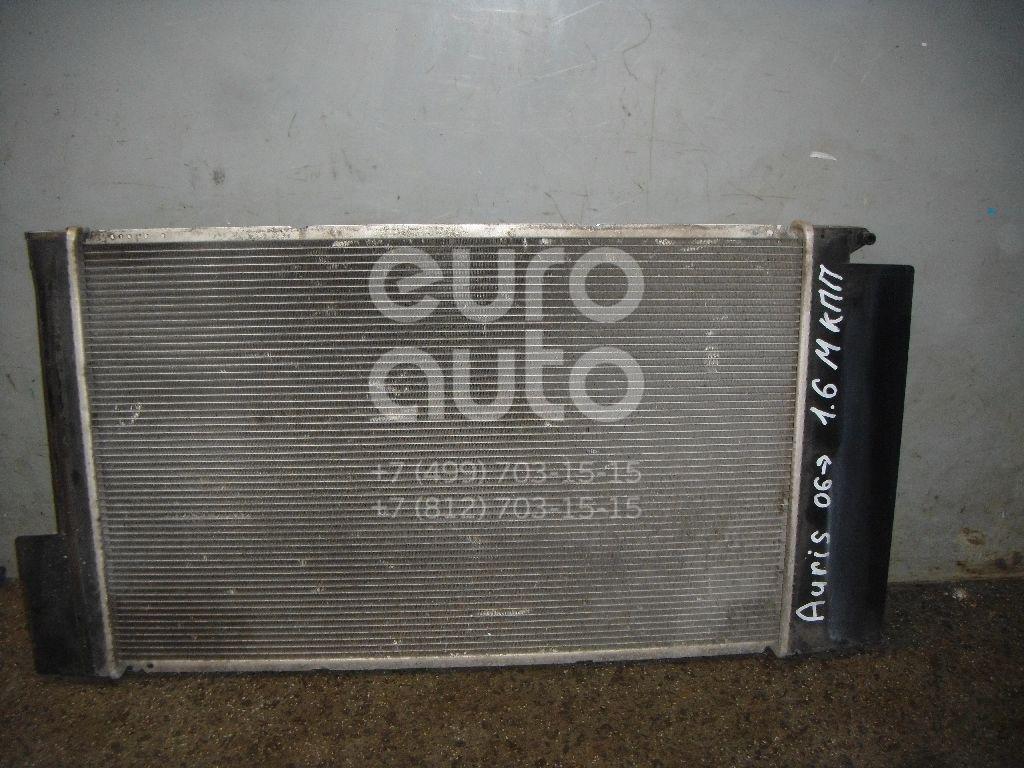 euro
auto
+7 (499) 703-15-15
+7 (812) 703-15-15
Auris 06→ 1.6 МКПП